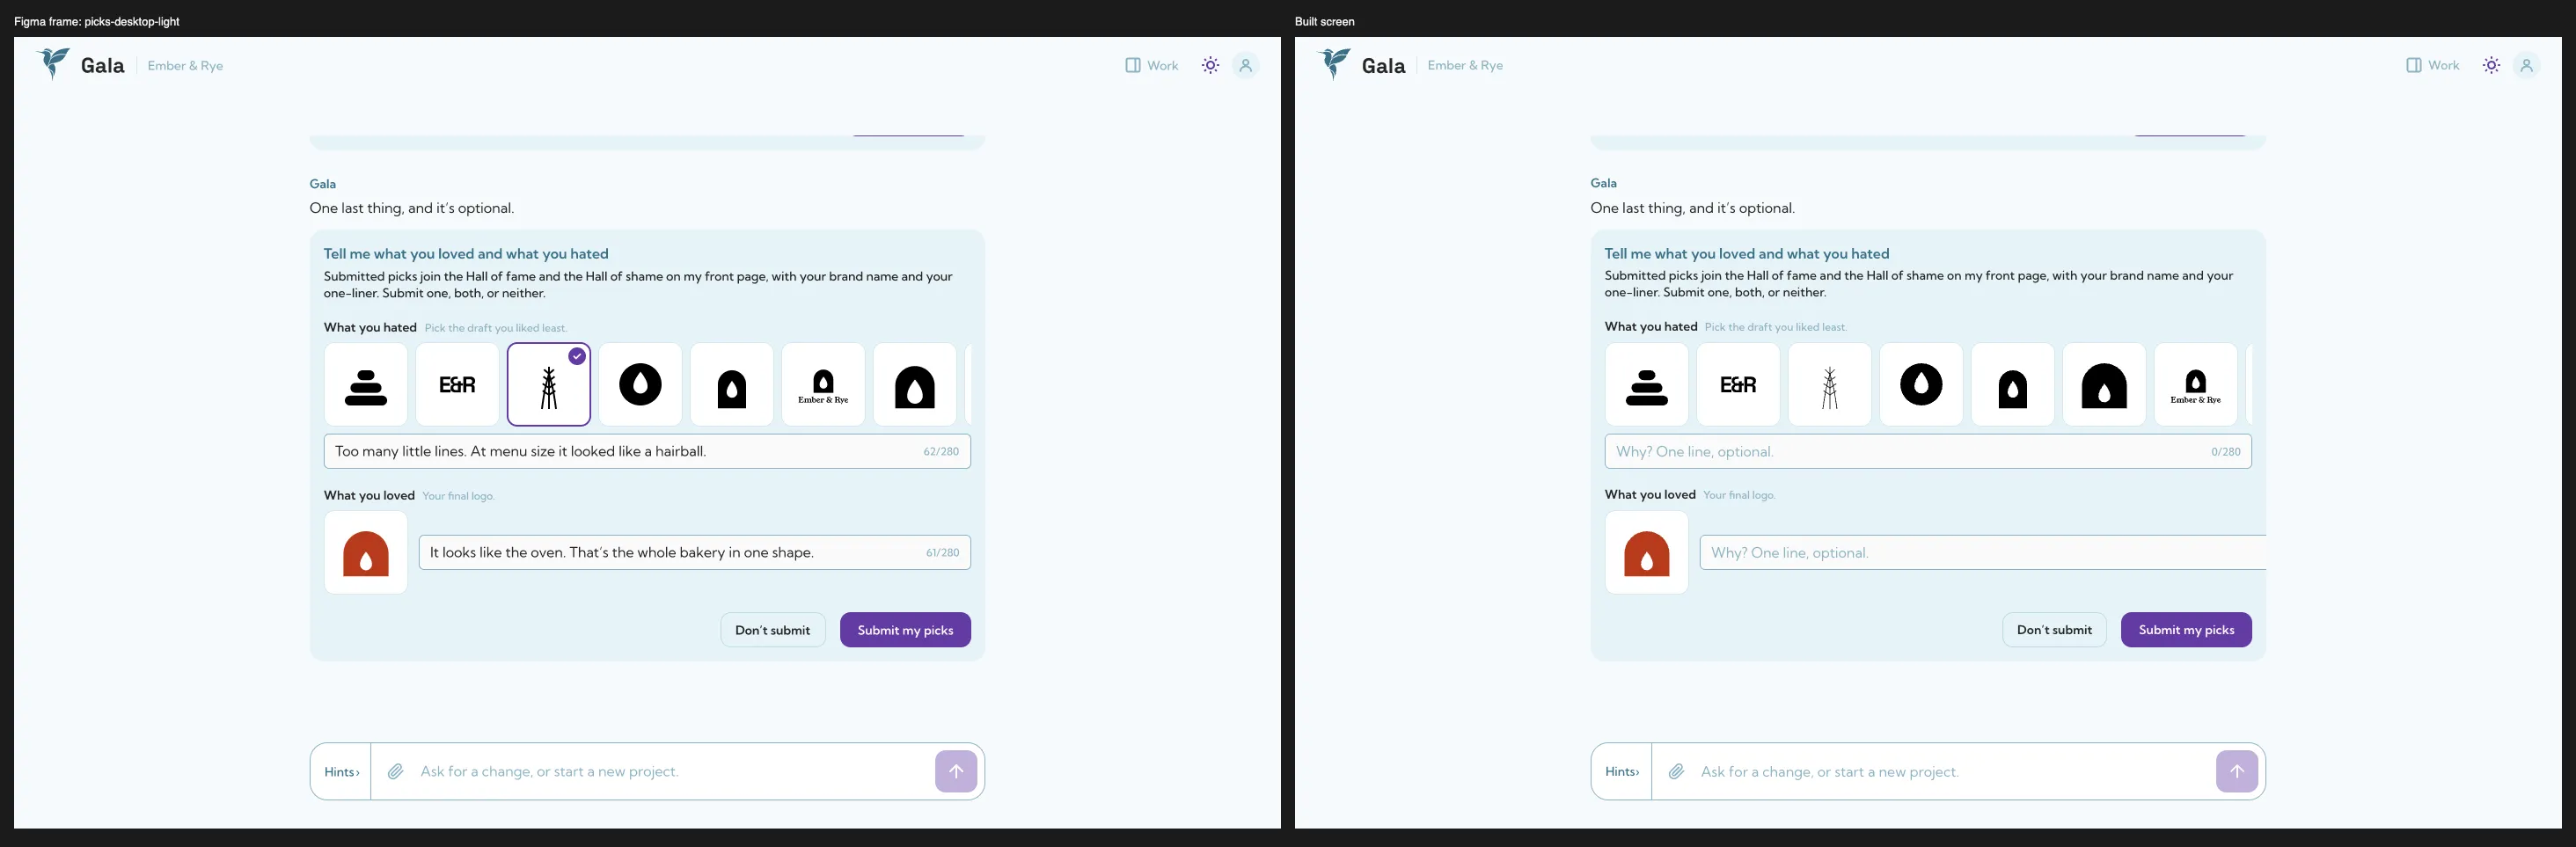 Figma frame: picks-desktop-light
Gala
Ember & Rye
Work
Gala
One last thing, and it's optional.
Tell me what you loved and what you hated
Submitted picks join the Hall of fame and the Hall of shame on my front page, with your brand name and your
one-liner. Submit one, both, or neither.
What you hated Pick the draft you liked least.
E&R
Ember & Rye
Too many little lines. At menu size it looked like a hairball. 62/280
What you loved Your final logo.
It looks like the oven. That's the whole bakery in one shape. 61/280
Don't submit
Submit my picks
Hints› Ask for a change, or start a new project.
Built screen
Gala
Ember & Rye
Work
Gala
One last thing, and it's optional.
Tell me what you loved and what you hated
Submitted picks join the Hall of fame and the Hall of shame on my front page, with your brand name and your
one-liner. Submit one, both, or neither.
What you hated Pick the draft you liked least.
E&R
Ember & Rye
Why? One line, optional. 0/280
What you loved Your final logo.
Why? One line, optional.
Don't submit
Submit my picks
Hints› Ask for a change, or start a new project.